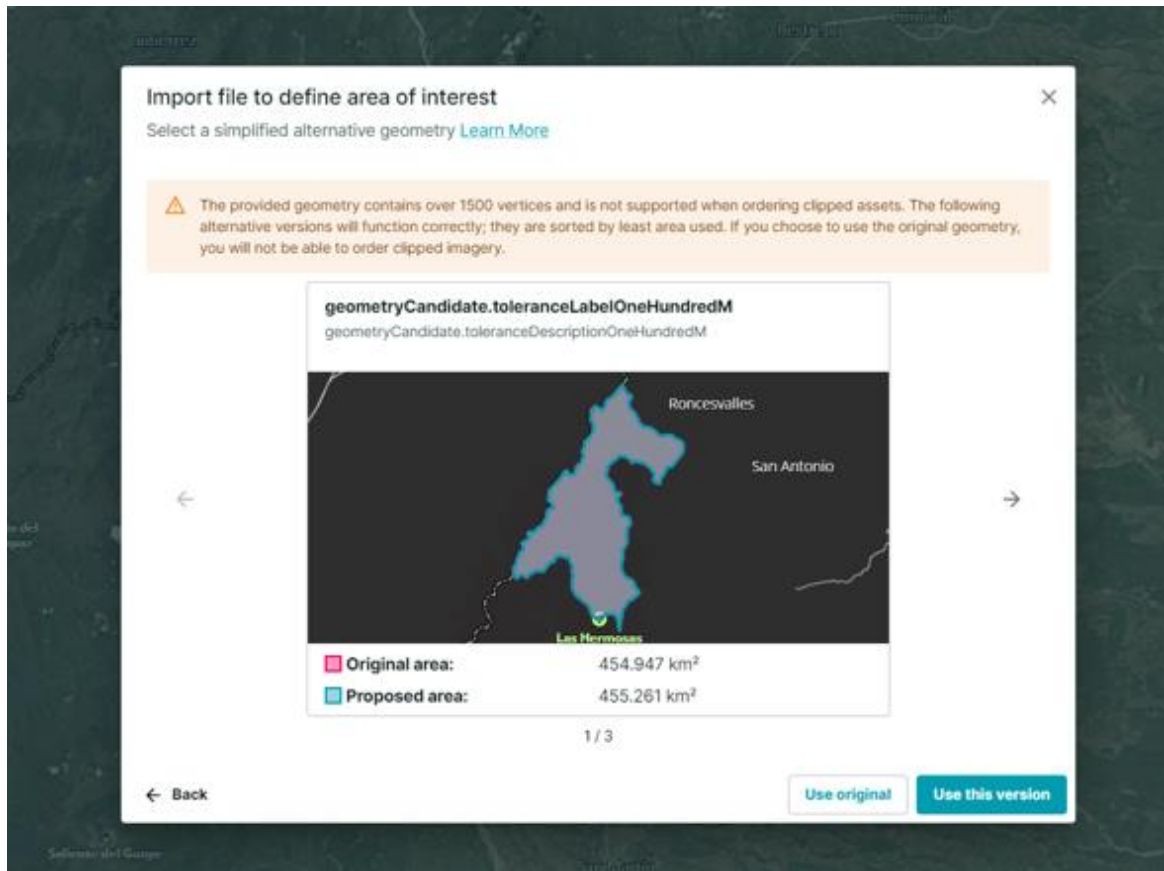 Import file to define area of interest
Select a simplified alternative geometry Learn More
The provided geometry contains over 1500 vertices and is not supported when ordering clipped assets. The following
alternative versions will function correctly; they are sorted by least area used. If you choose to use the original geometry,
you will not be able to order clipped imagery.
geometryCandidate.toleranceLabelOneHundredM
geometryCandidate.toleranceDescriptionOneHundredM
Roncesvalles
San Antonio
Las Hermosas
Original area: 454.947 km²
Proposed area: 455.261 km²
1 / 3
Back
Use original
Use this version